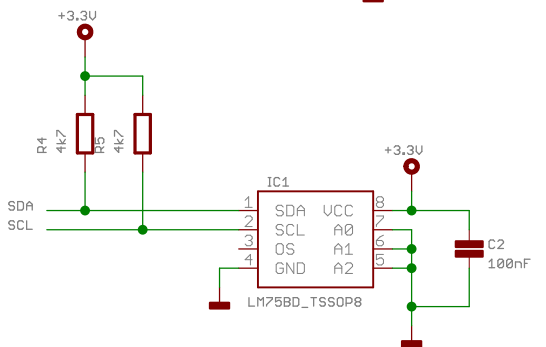 +3.3V
R4
4k7
R5
4k7
+3.3V
SDA
SCL
IC1
1 SDA VCC 8
2 SCL A0 7
3 OS A1 6
4 GND A2 5
C2
100nF
LM75BD_TSSOP8